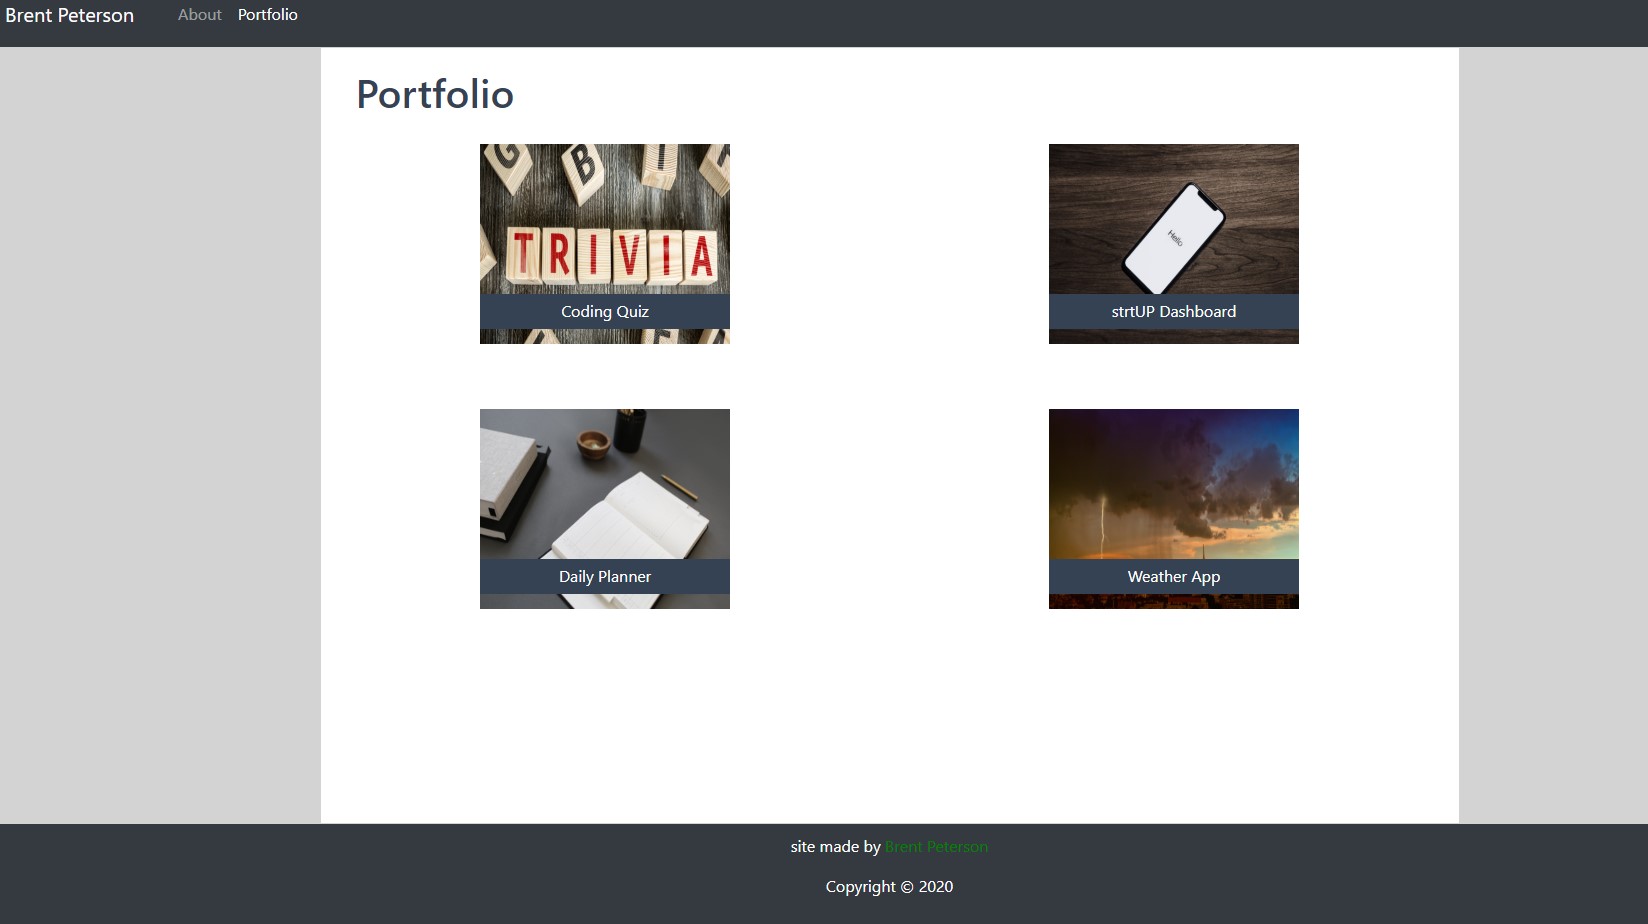 Brent Peterson About Portfolio
Portfolio
G B I
TRIVIA
Coding Quiz
Hello
strtUP Dashboard
Daily Planner
Weather App
site made by Brent Peterson
Copyright © 2020